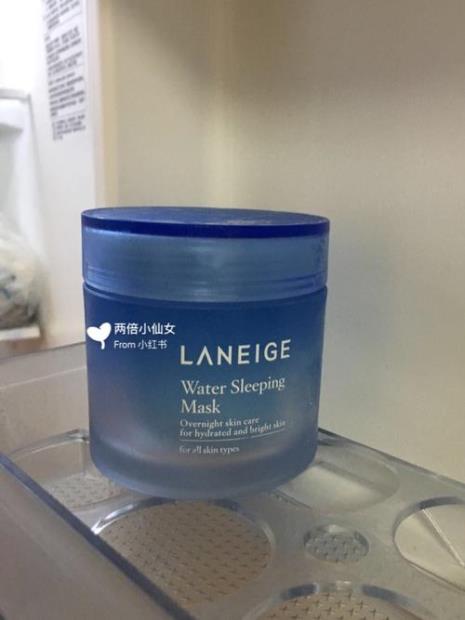 两倍小仙女
From 小红书
LANEIGE
Water Sleeping
Mask
Overnight skin care
for hydrated and bright skin
for all skin types